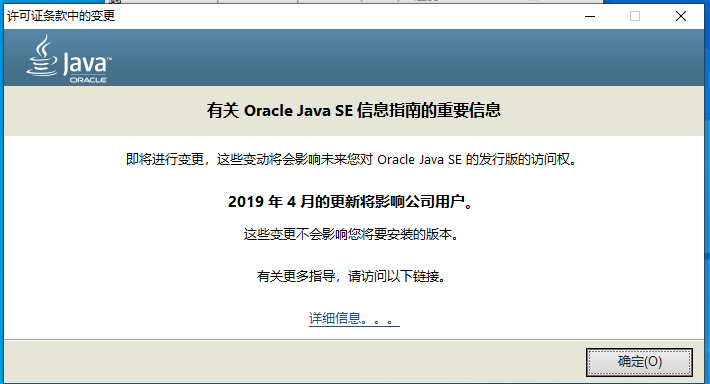 许可证条款中的变更
Java™
ORACLE
有关 Oracle Java SE 信息指南的重要信息
即将进行变更，这些变动将会影响未来您对 Oracle Java SE 的发行版的访问权。
2019 年 4 月的更新将影响公司用户。
这些变更不会影响您将要安装的版本。
有关更多指导，请访问以下链接。
详细信息。。。
确定(O)